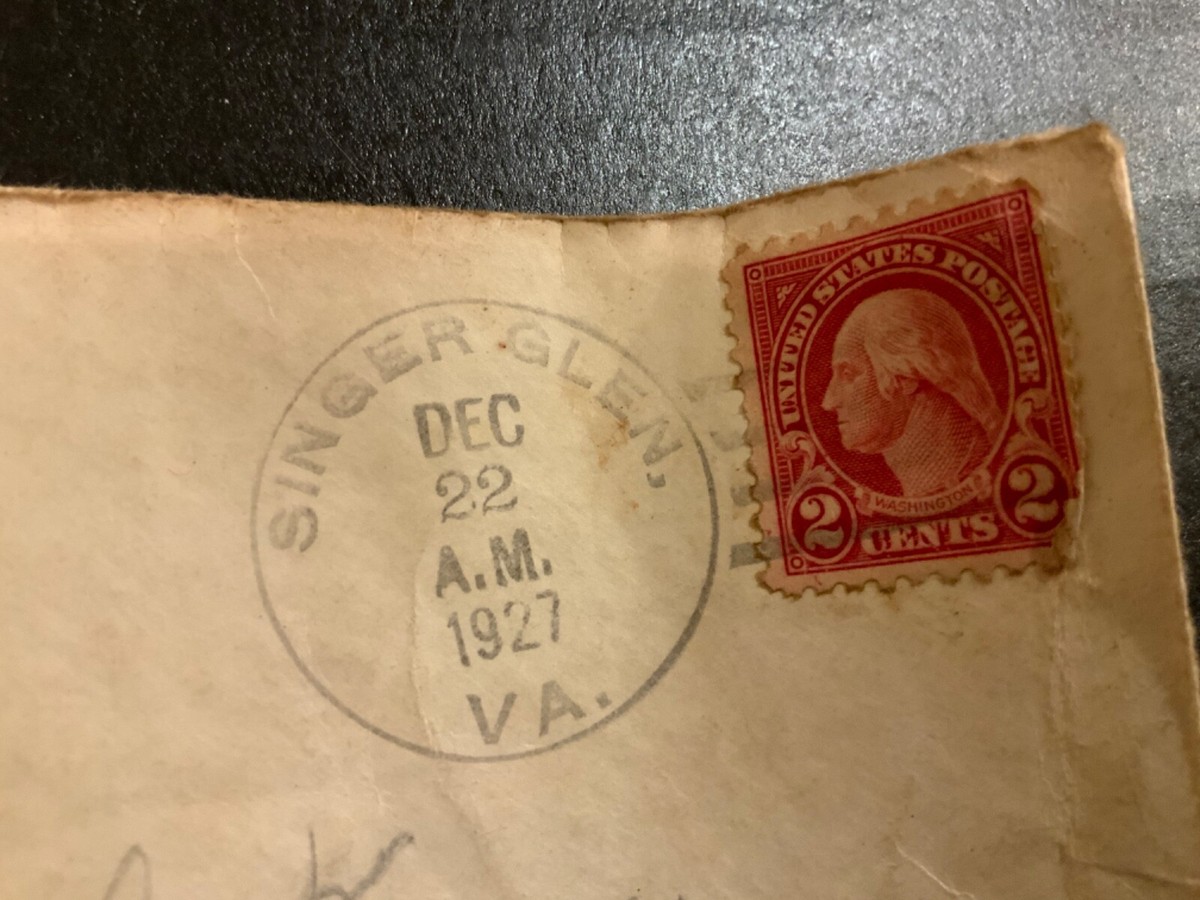 SINGER GLEN,
DEC
22
A.M.
1927
VA.
UNITED STATES POSTAGE
WASHINGTON
2 CENTS 2